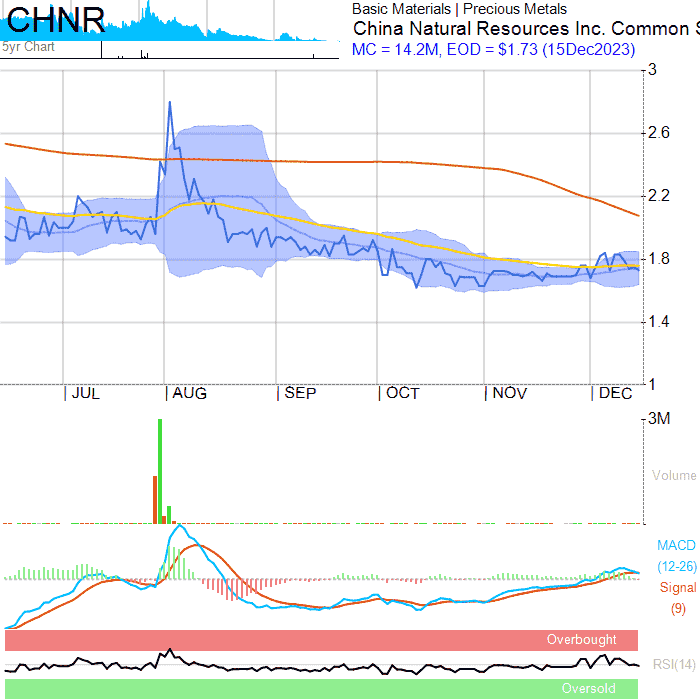 CHNR
5yr Chart
Basic Materials | Precious Metals
China Natural Resources Inc. Common S
MC = 14.2M, EOD = $1.73 (15Dec2023)
3
2.6
2.2
1.8
1.4
1
JUL AUG SEP OCT NOV DEC
3M
Volume
MACD
(12-26)
Signal
(9)
Overbought
RSI(14)
Oversold